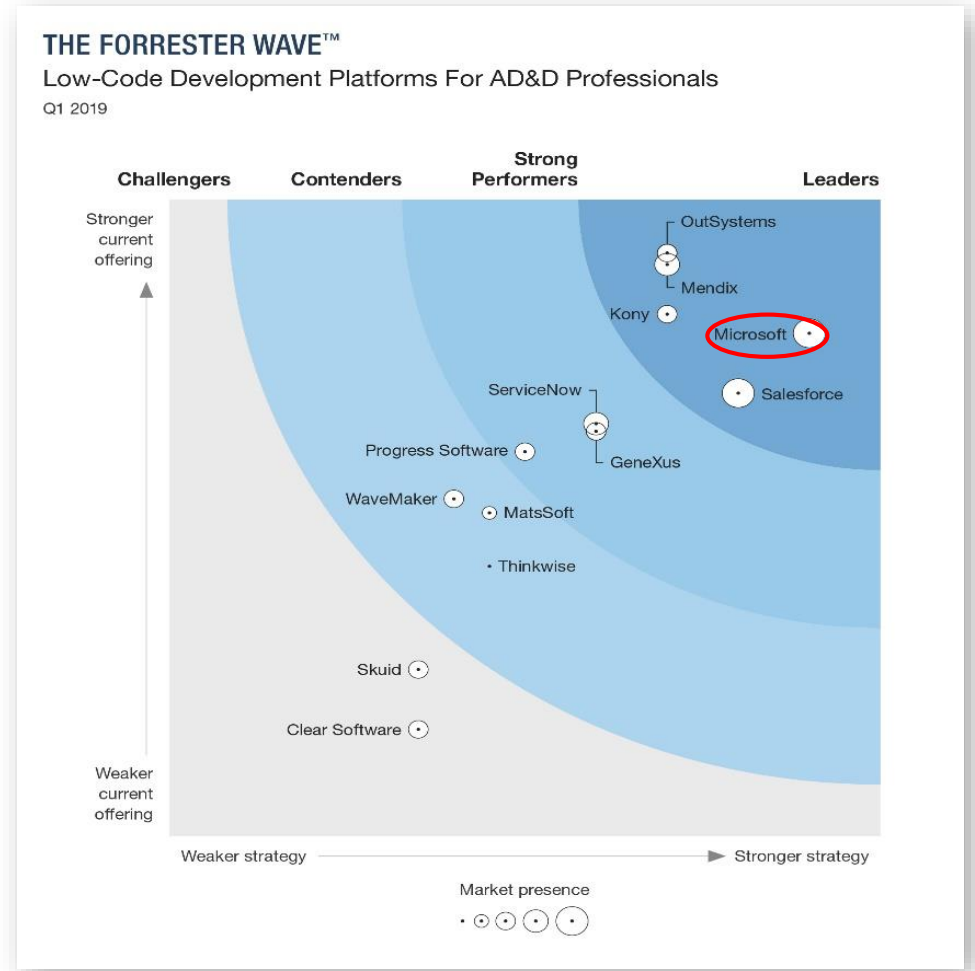 THE FORRESTER WAVE™
Low-Code Development Platforms For AD&D Professionals
Q1 2019
Challengers
Contenders
Strong
Performers
Leaders
Stronger
current
offering
OutSystems
Mendix
Kony
Microsoft
Salesforce
ServiceNow
GeneXus
Progress Software
WaveMaker
MatsSoft
Thinkwise
Skuid
Clear Software
Weaker
current
offering
Weaker strategy
Stronger strategy
Market presence